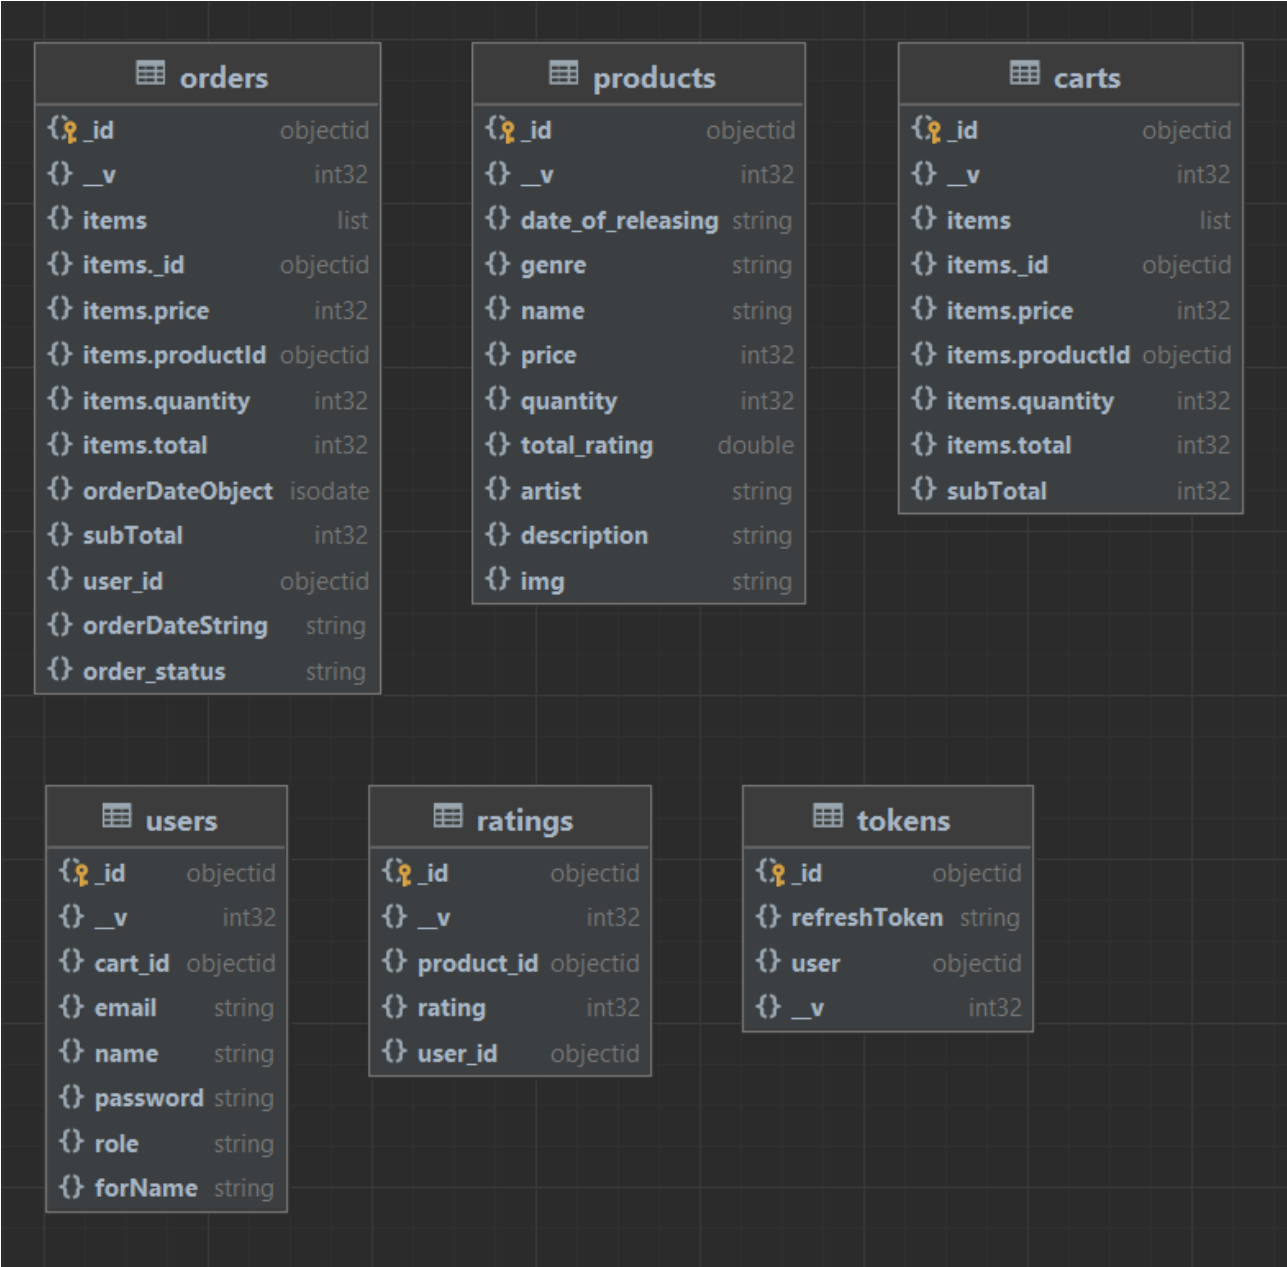 orders
_id objectid
__v int32
items list
items._id objectid
items.price int32
items.productId objectid
items.quantity int32
items.total int32
orderDateObject isodate
subTotal int32
user_id objectid
orderDateString string
order_status string
products
_id objectid
__v int32
date_of_releasing string
genre string
name string
price int32
quantity int32
total_rating double
artist string
description string
img string
carts
_id objectid
__v int32
items list
items._id objectid
items.price int32
items.productId objectid
items.quantity int32
items.total int32
subTotal int32
users
_id objectid
__v int32
cart_id objectid
email string
name string
password string
role string
forName string
ratings
_id objectid
__v int32
product_id objectid
rating int32
user_id objectid
tokens
_id objectid
refreshToken string
user objectid
__v int32